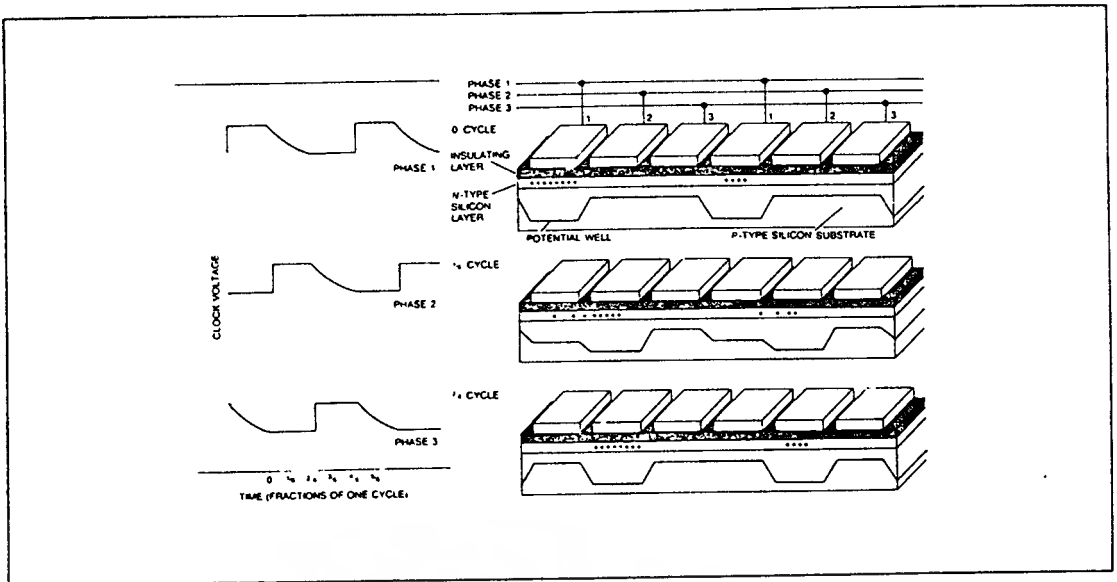 PHASE 1
PHASE 2
PHASE 3
1 2 3 1 2 3
0 CYCLE
PHASE 1
INSULATING
LAYER
N-TYPE
SILICON
LAYER
POTENTIAL WELL
P-TYPE SILICON SUBSTRATE
CYCLE
PHASE 2
CLOCK VOLTAGE
CYCLE
PHASE 3
0
TIME (FRACTIONS OF ONE CYCLE)